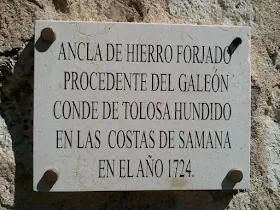 ANCLA DE HIERRO FORJADO
PROCEDENTE DEL GALEÓN
CONDE DE TOLOSA HUNDIDO
EN LAS COSTAS DE SAMANA
EN EL AÑO 1724.